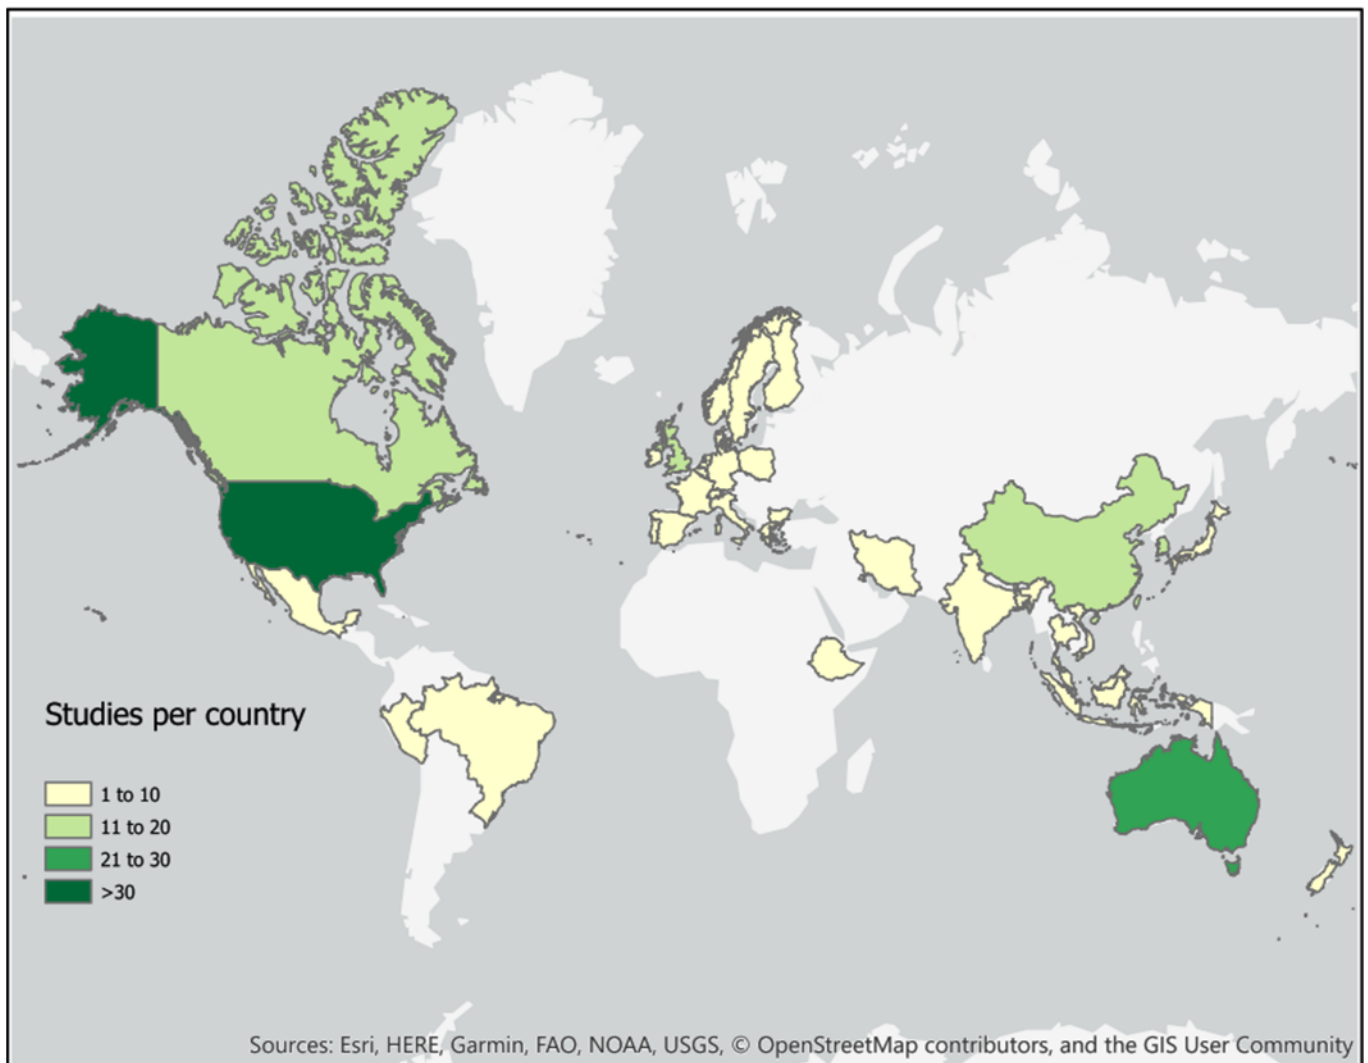 Studies per country
1 to 10
11 to 20
21 to 30
>30
Sources: Esri, HERE, Garmin, FAO, NOAA, USGS, © OpenStreetMap contributors, and the GIS User Community